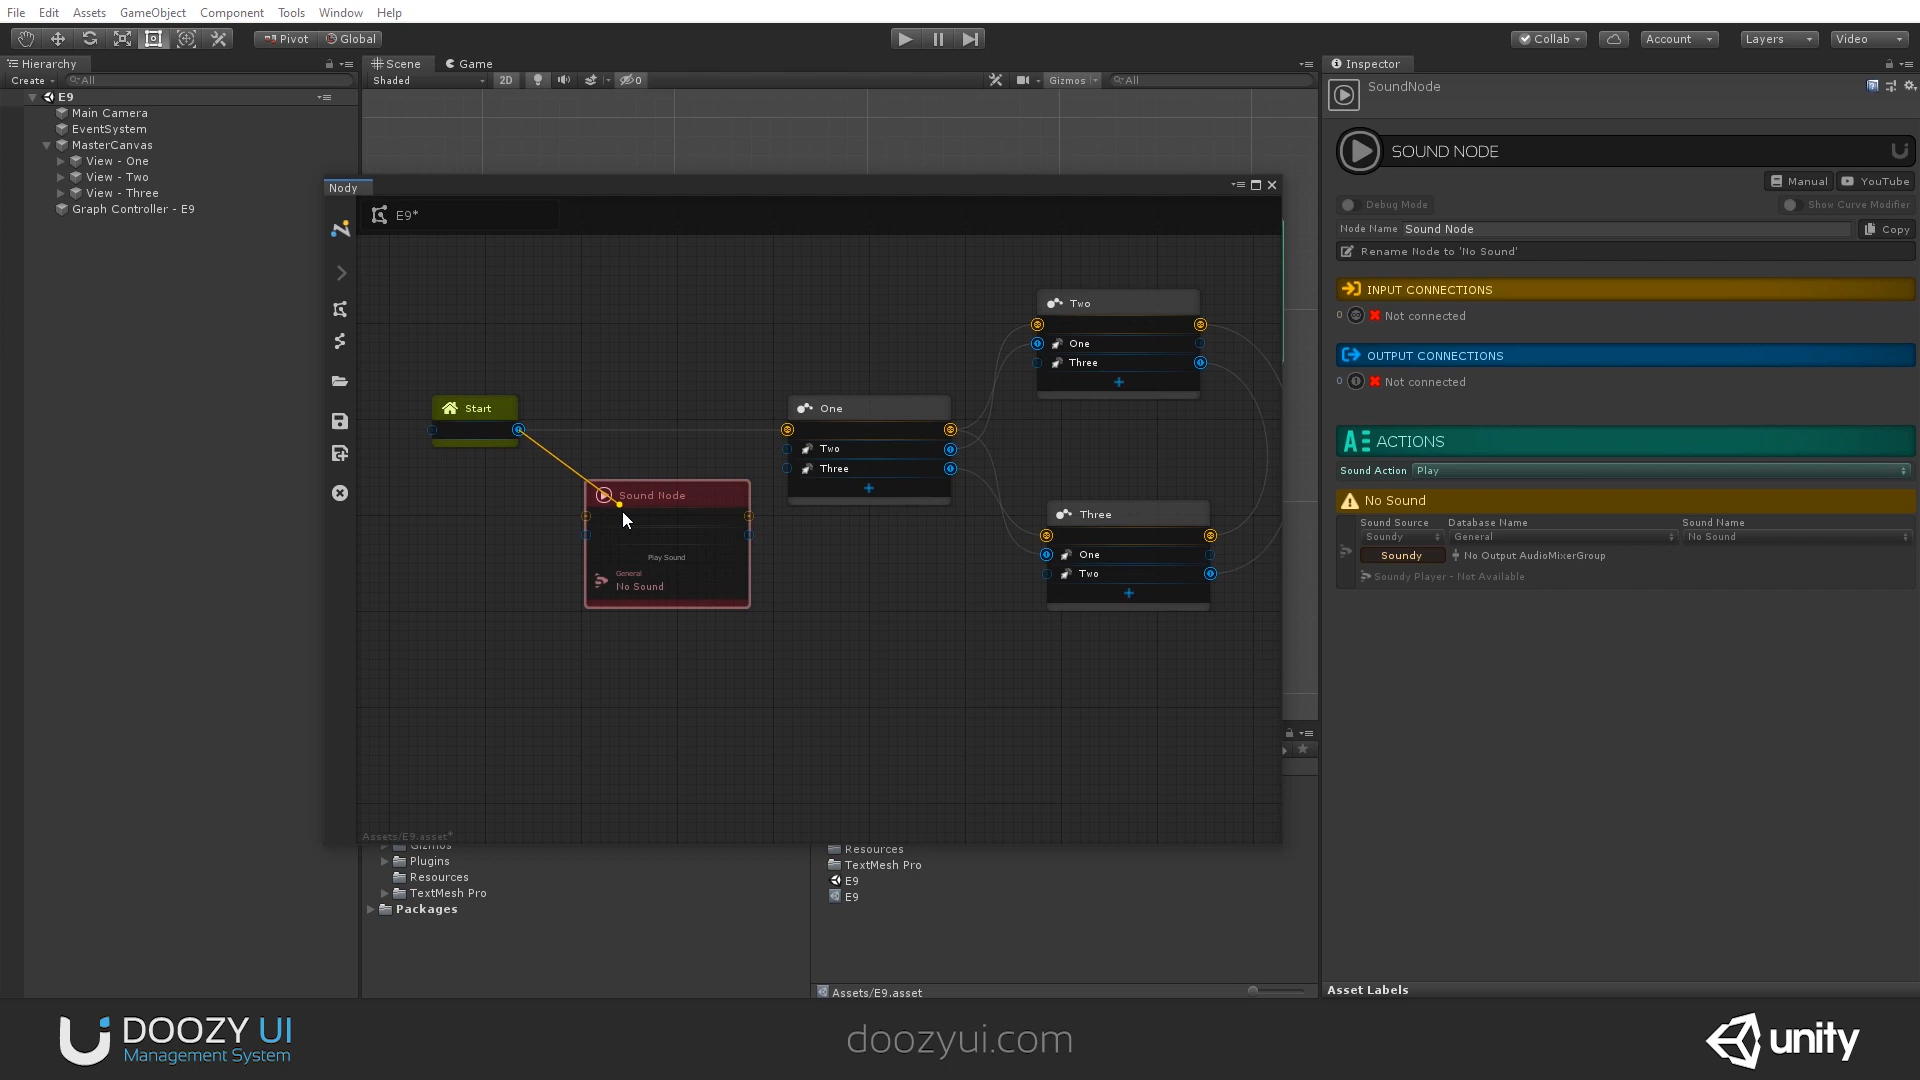 File Edit Assets GameObject Component Tools Window Help
Pivot Global
Collab Account Layers Video
Hierarchy
Create All
E9
Main Camera
EventSystem
MasterCanvas
View - One
View - Two
View - Three
Graph Controller - E9
Scene Game
Shaded 2D 0 Gizmos All
Nody
E9*
Start
One
Two
Three
Two
One
Three
Three
One
Two
Sound Node
Play Sound
General
No Sound
Assets/E9.asset*
Gizmos
Plugins
Resources
TextMesh Pro
Packages
Resources
TextMesh Pro
E9
E9
Assets/E9.asset
Inspector
SoundNode
SOUND NODE
Manual YouTube
Debug Mode Show Curve Modifier
Node Name Sound Node Copy
Rename Node to 'No Sound'
INPUT CONNECTIONS
0 Not connected
OUTPUT CONNECTIONS
0 Not connected
ACTIONS
Sound Action Play
No Sound
Sound Source Database Name Sound Name
Soundy General No Sound
Soundy No Output AudioMixerGroup
Soundy Player - Not Available
Asset Labels
DOOZY UI
Management System
doozyui.com
unity